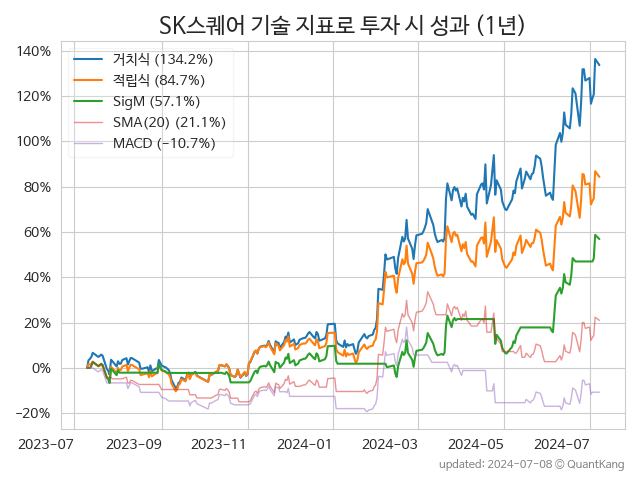 SK스퀘어 기술 지표로 투자 시 성과 (1년)
140%
120%
100%
80%
60%
40%
20%
0%
−20%
거치식 (134.2%)
적립식 (84.7%)
SigM (57.1%)
SMA(20) (21.1%)
MACD (−10.7%)
2023-07 2023-09 2023-11 2024-01 2024-03 2024-05 2024-07
updated: 2024-07-08 © QuantKang